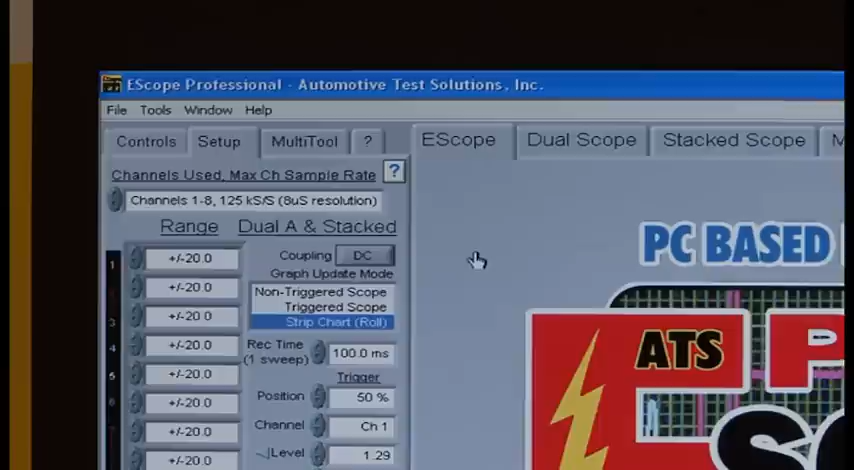 EScope Professional - Automotive Test Solutions, Inc.
File Tools Window Help
Controls Setup MultiTool ?
EScope Dual Scope Stacked Scope M
Channels Used, Max Ch Sample Rate ?
Channels 1-8, 125 kS/S (8uS resolution)
Range Dual A & Stacked
Coupling DC
1 +/-20.0
Graph Update Mode
+/-20.0
Non-Triggered Scope
Triggered Scope
3 +/-20.0
Strip Chart (Roll)
4 +/-20.0
Rec Time
(1 sweep) 100.0 ms
5 +/-20.0
Trigger
+/-20.0
Position 50 %
+/-20.0
Channel Ch 1
+/-20.0
Level 1.29
PC BASED
ATS
P
E
SC